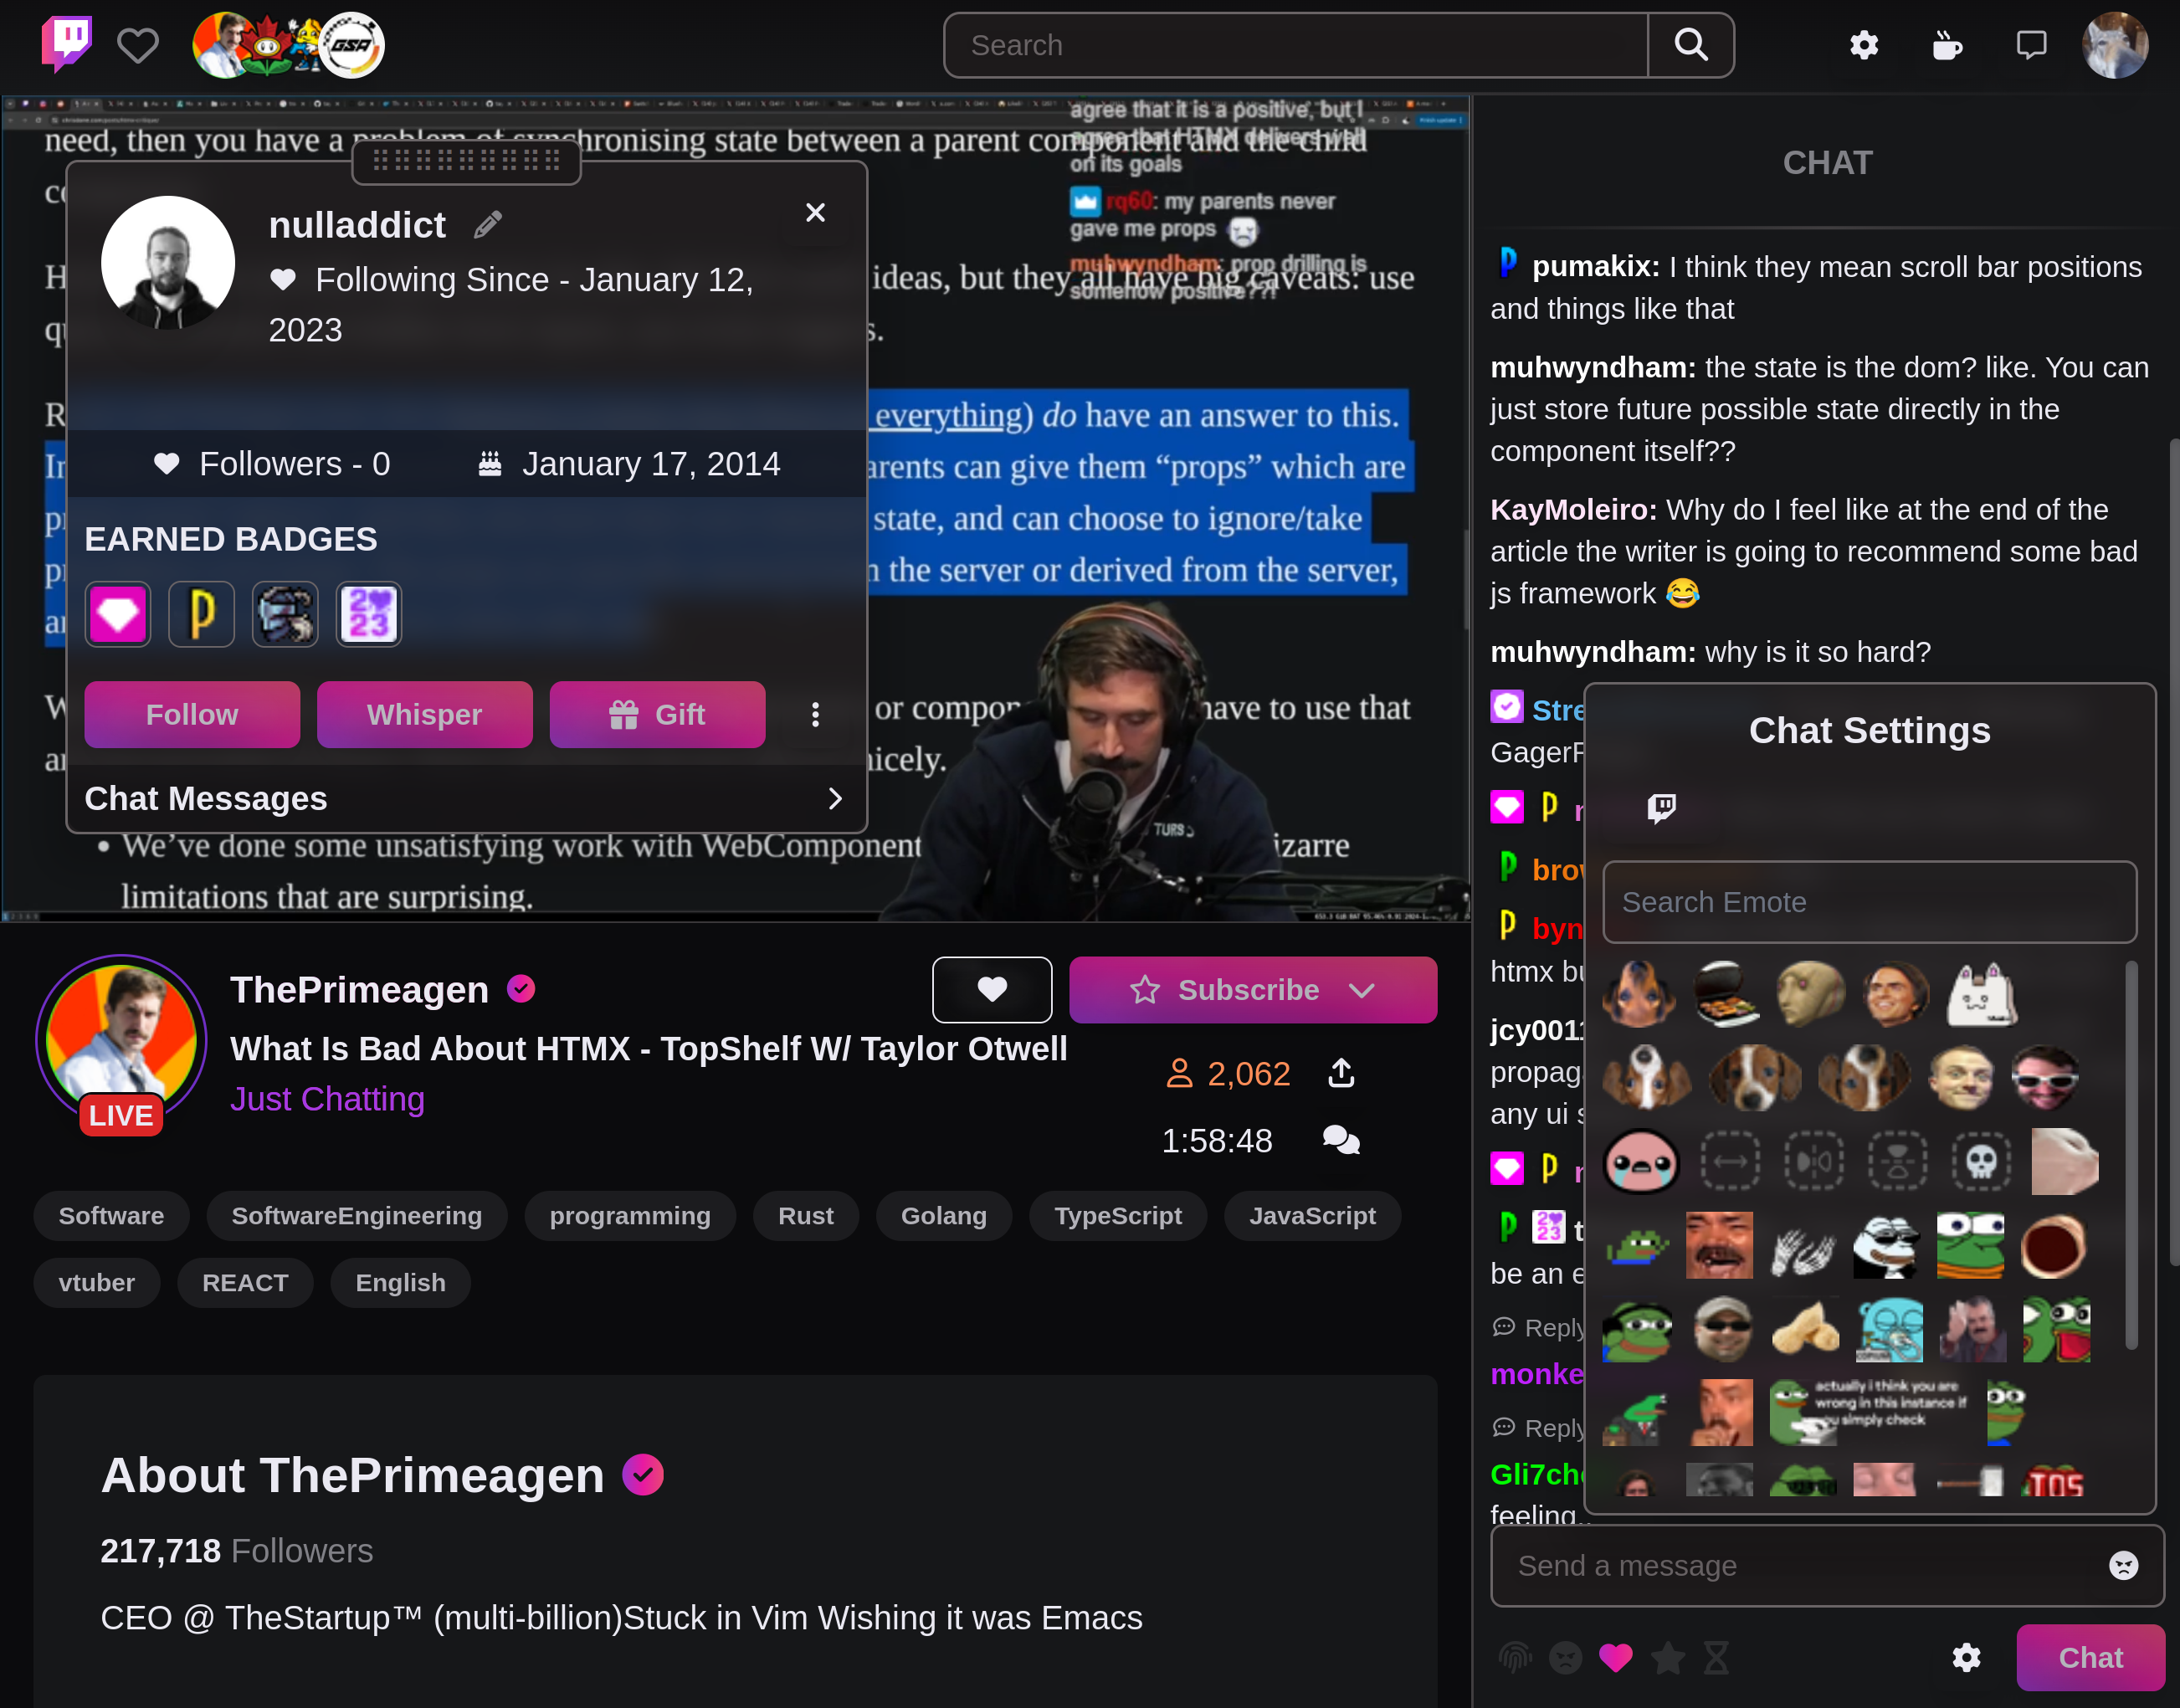 Search
need, then you have a problem of synchronising state between a parent component and the child
agree that it is a positive, but I
agree that HTMX delivers well
on its goals
rq60: my parents never
gave me props
muhwyndham: prop drilling is
somehow positive??!
ideas, but they all have big caveats: use
everything) do have an answer to this.
parents can give them “props” which are
state, and can choose to ignore/take
the server or derived from the server,
have to use that
nicely.
We’ve done some unsatisfying work with WebComponent
limitations that are surprising.
nulladdict
Following Since - January 12,
2023
Followers - 0
January 17, 2014
EARNED BADGES
2
23
Follow
Whisper
Gift
Chat Messages
ThePrimeagen
Subscribe
What Is Bad About HTMX - TopShelf W/ Taylor Otwell
2,062
Just Chatting
LIVE
1:58:48
Software
SoftwareEngineering
programming
Rust
Golang
TypeScript
JavaScript
vtuber
REACT
English
About ThePrimeagen
217,718 Followers
CEO @ TheStartup™ (multi-billion)Stuck in Vim Wishing it was Emacs
CHAT
pumakix: I think they mean scroll bar positions
and things like that
muhwyndham: the state is the dom? like. You can
just store future possible state directly in the
component itself??
KayMoleiro: Why do I feel like at the end of the
article the writer is going to recommend some bad
js framework 😂
muhwyndham: why is it so hard?
Stre
GagerF
brow
byn
htmx bu
jcy001
propaga
any ui s
be an e
Reply
monke
Reply
Gli7che
feeling..
Chat Settings
Search Emote
actually i think you are
wrong in this instance if
you simply check
TOS
Send a message
Chat